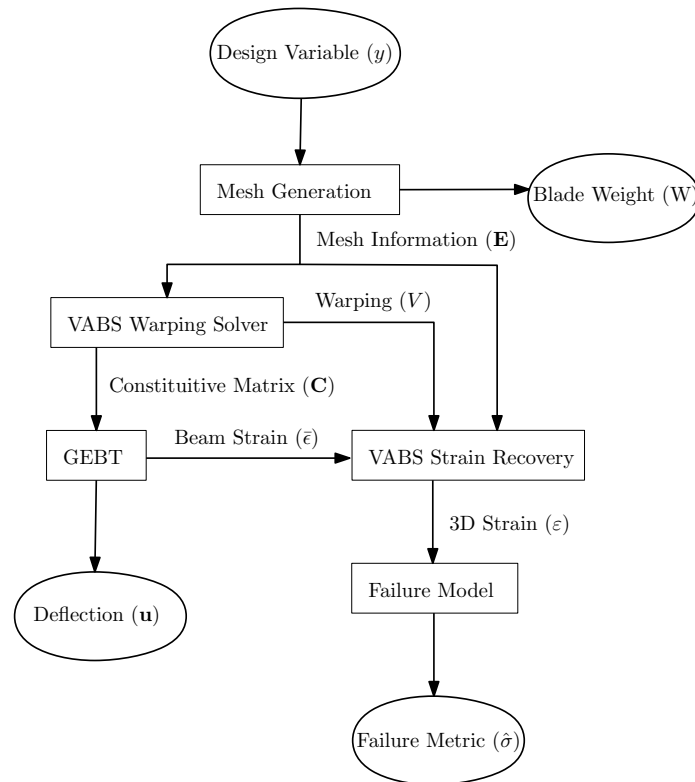 Design Variable (y)
Mesh Generation
Blade Weight (W)
Mesh Information (𝐄)
Warping (V)
VABS Warping Solver
Constituitive Matrix (𝐂)
Beam Strain (ϵ̄)
GEBT
VABS Strain Recovery
3D Strain (ε)
Failure Model
Deflection (𝐮)
Failure Metric (σ̂)